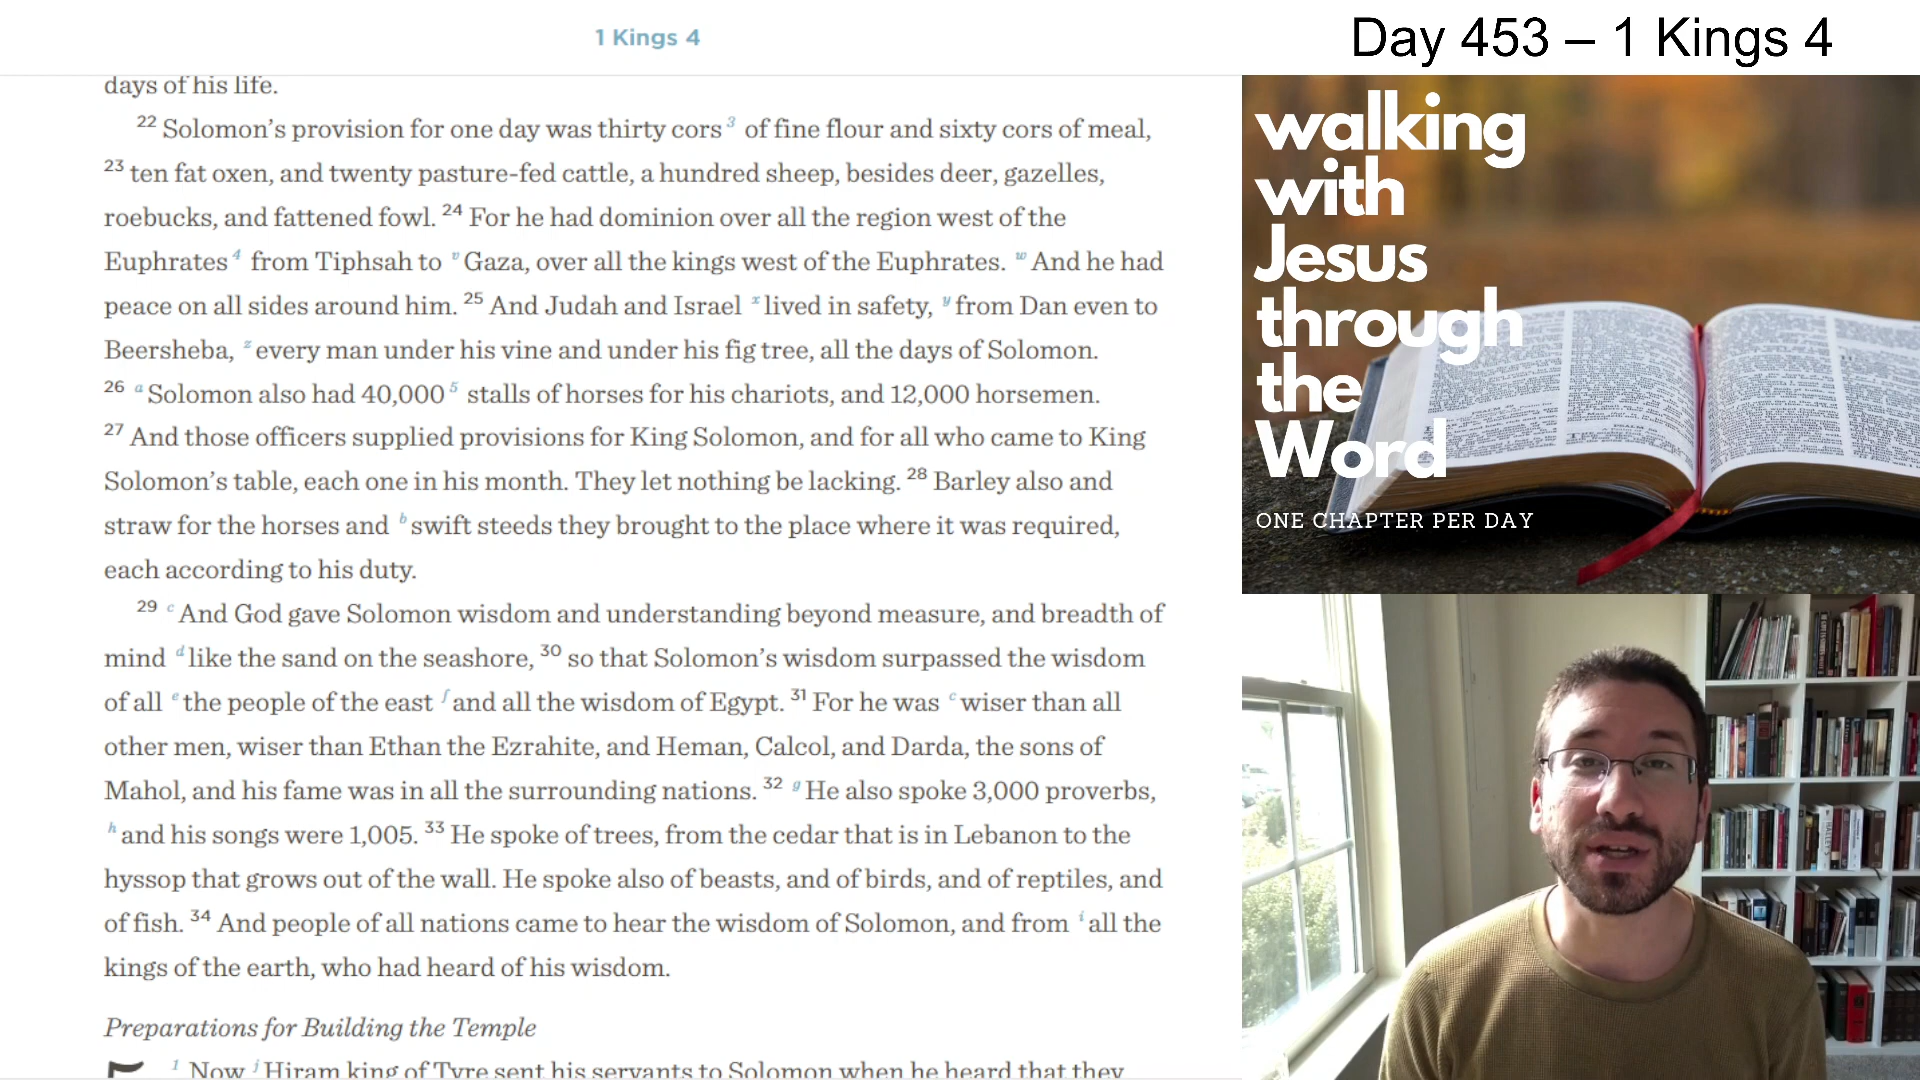 1 Kings 4
Day 453 – 1 Kings 4
days of his life.
22 Solomon’s provision for one day was thirty cors 3 of fine flour and sixty cors of meal,
23 ten fat oxen, and twenty pasture-fed cattle, a hundred sheep, besides deer, gazelles,
roebucks, and fattened fowl. 24 For he had dominion over all the region west of the
Euphrates 4 from Tiphsah to v Gaza, over all the kings west of the Euphrates. w And he had
peace on all sides around him. 25 And Judah and Israel x lived in safety, y from Dan even to
Beersheba, z every man under his vine and under his fig tree, all the days of Solomon.
26 a Solomon also had 40,000 5 stalls of horses for his chariots, and 12,000 horsemen.
27 And those officers supplied provisions for King Solomon, and for all who came to King
Solomon’s table, each one in his month. They let nothing be lacking. 28 Barley also and
straw for the horses and b swift steeds they brought to the place where it was required,
each according to his duty.
29 c And God gave Solomon wisdom and understanding beyond measure, and breadth of
mind d like the sand on the seashore, 30 so that Solomon’s wisdom surpassed the wisdom
of all e the people of the east f and all the wisdom of Egypt. 31 For he was c wiser than all
other men, wiser than Ethan the Ezrahite, and Heman, Calcol, and Darda, the sons of
Mahol, and his fame was in all the surrounding nations. 32 g He also spoke 3,000 proverbs,
h and his songs were 1,005. 33 He spoke of trees, from the cedar that is in Lebanon to the
hyssop that grows out of the wall. He spoke also of beasts, and of birds, and of reptiles, and
of fish. 34 And people of all nations came to hear the wisdom of Solomon, and from i all the
kings of the earth, who had heard of his wisdom.
Preparations for Building the Temple
1 Now j Hiram king of Tyre sent his servants to Solomon when he heard that they
walking
with
Jesus
through
the
Word
ONE CHAPTER PER DAY